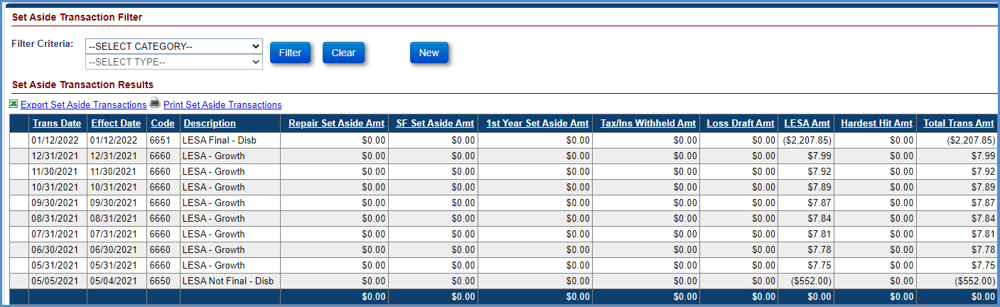 Set Aside Transaction Filter
Filter Criteria: --SELECT CATEGORY-- Filter Clear New
--SELECT TYPE--
Set Aside Transaction Results
Export Set Aside Transactions Print Set Aside Transactions
Trans Date Effect Date Code Description Repair Set Aside Amt SF Set Aside Amt 1st Year Set Aside Amt Tax/Ins Withheld Amt Loss Draft Amt LESA Amt Hardest Hit Amt Total Trans Amt
01/12/2022 01/12/2022 6651 LESA Final - Disb $0.00 $0.00 $0.00 $0.00 $0.00 ($2,207.85) $0.00 ($2,207.85)
12/31/2021 12/31/2021 6660 LESA - Growth $0.00 $0.00 $0.00 $0.00 $0.00 $7.99 $0.00 $7.99
11/30/2021 11/30/2021 6660 LESA - Growth $0.00 $0.00 $0.00 $0.00 $0.00 $7.92 $0.00 $7.92
10/31/2021 10/31/2021 6660 LESA - Growth $0.00 $0.00 $0.00 $0.00 $0.00 $7.89 $0.00 $7.89
09/30/2021 09/30/2021 6660 LESA - Growth $0.00 $0.00 $0.00 $0.00 $0.00 $7.87 $0.00 $7.87
08/31/2021 08/31/2021 6660 LESA - Growth $0.00 $0.00 $0.00 $0.00 $0.00 $7.84 $0.00 $7.84
07/31/2021 07/31/2021 6660 LESA - Growth $0.00 $0.00 $0.00 $0.00 $0.00 $7.81 $0.00 $7.81
06/30/2021 06/30/2021 6660 LESA - Growth $0.00 $0.00 $0.00 $0.00 $0.00 $7.78 $0.00 $7.78
05/31/2021 05/31/2021 6660 LESA - Growth $0.00 $0.00 $0.00 $0.00 $0.00 $7.75 $0.00 $7.75
05/05/2021 05/04/2021 6650 LESA Not Final - Disb $0.00 $0.00 $0.00 $0.00 $0.00 ($552.00) $0.00 ($552.00)
$0.00 $0.00 $0.00 $0.00 $0.00 $0.00 $0.00 $0.00